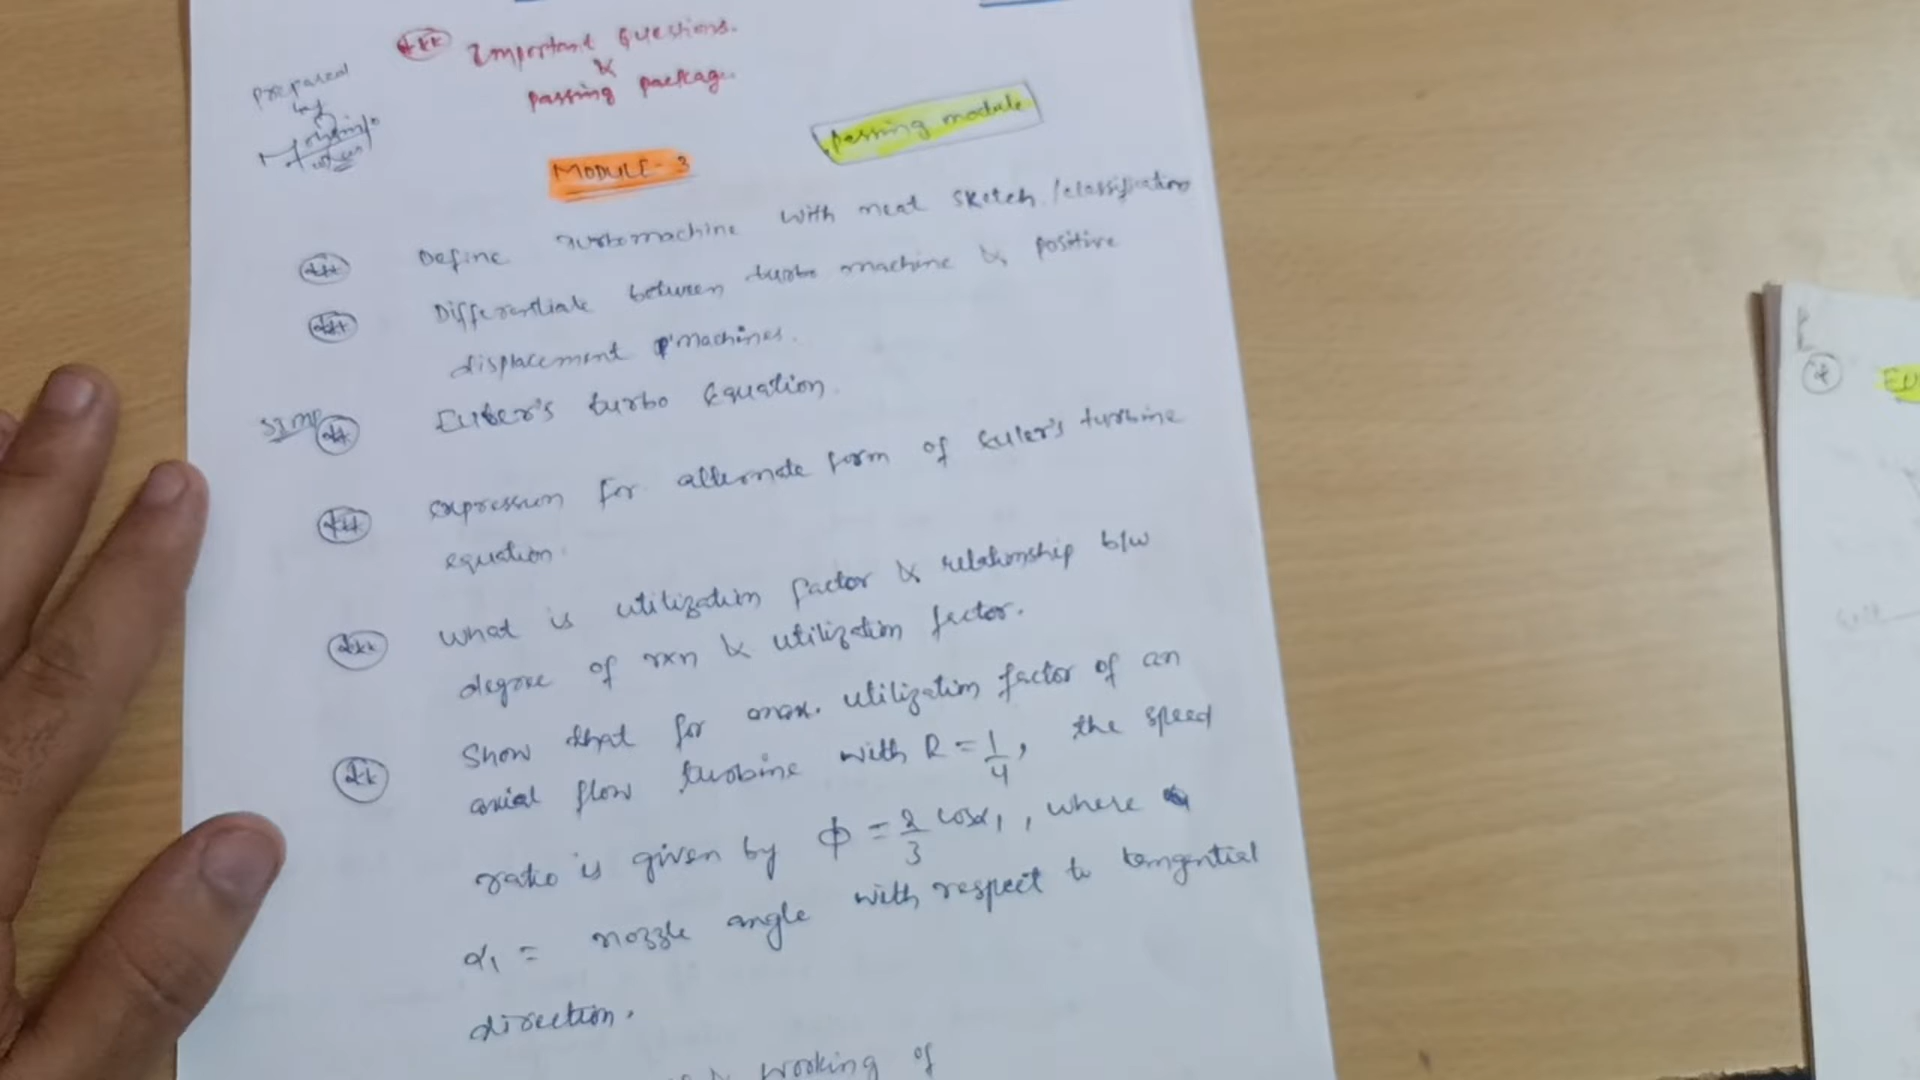 *** Important Questions.
&
passing package.
Prepared
by
passing module
MODULE-3
** Define turbomachine with neat sketch /classification
** Differentiate between turbo machine & positive
displacement machines.
SIMP ** Euler's turbo Equation.
** expression for alternate form of Euler's turbine
equation.
*** what is utilization factor & relationship b/w
degree of rxn & utilization factor.
** Show that for max. utilization factor of an
axial flow turbine with R = 1/4, the speed
ratio is given by ϕ = 2/3 cosα1, where
α1 = nozzle angle with respect to tangential
direction.
& working of